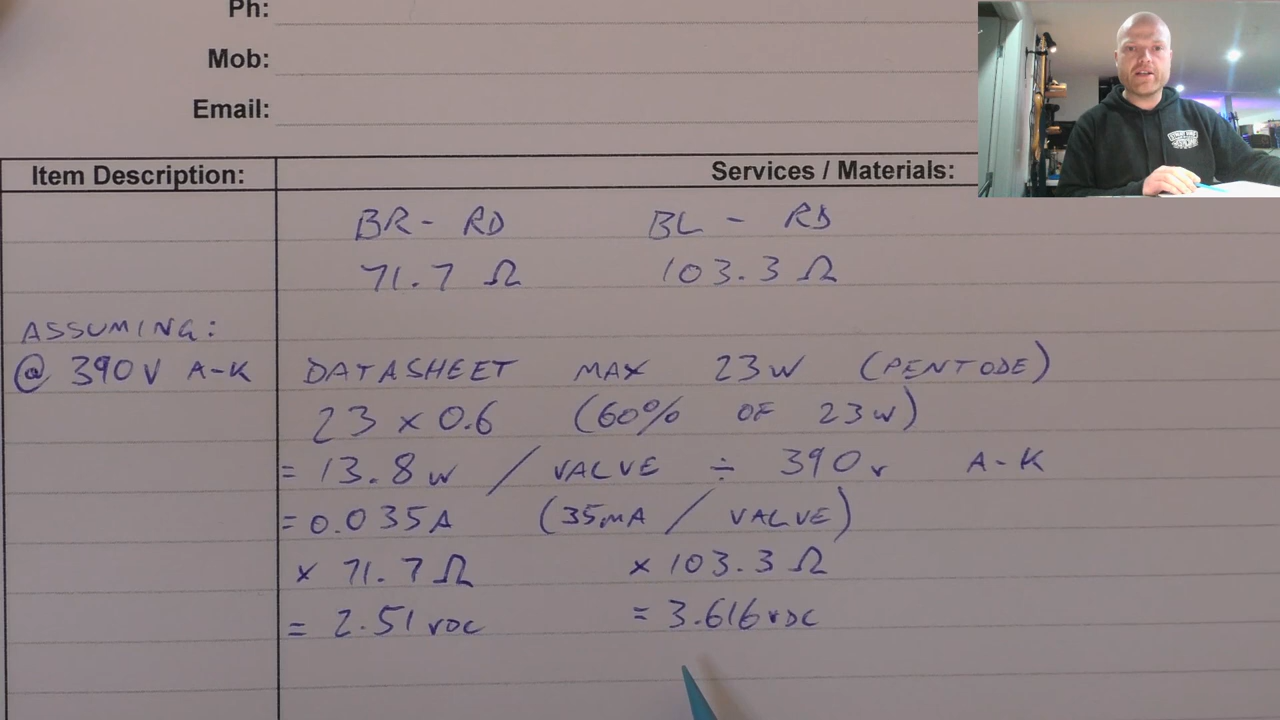 Ph:
Mob:
Email:
Item Description: Services / Materials:
BR - RD BL - RD
71.7 Ω 103.3 Ω
ASSUMING:
@ 390V A-K DATASHEET MAX 23W (PENTODE)
23 x 0.6 (60% OF 23W)
= 13.8W / VALVE ÷ 390V A-K
= 0.035A (35mA / VALVE)
x 71.7 Ω x 103.3 Ω
= 2.51 VDC = 3.616 VDC